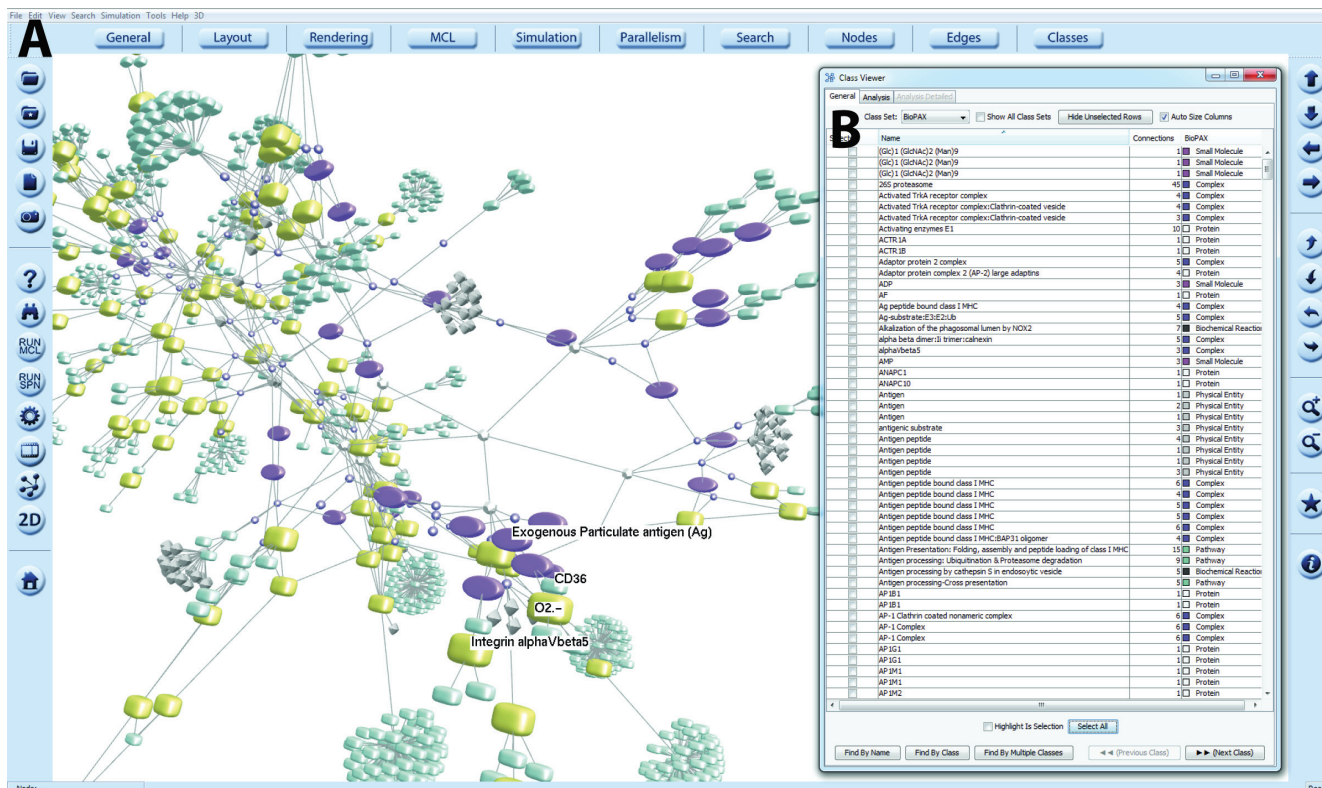 File Edit View Search Simulation Tools Help 3D
A
General Layout Rendering MCL Simulation Parallelism Search Nodes Edges Classes
RUN MCL
RUN SPN
2D
Exogenous Particulate antigen (Ag)
CD36
O2.–
Integrin alphaVbeta5
Class Viewer
General Analysis Analysis Detailed
B
Class Set: BioPAX Show All Class Sets Hide Unselected Rows Auto Size Columns
Name Connections BioPAX
(Glc)1 (GlcNAc)2 (Man)9 1 Small Molecule
(Glc)1 (GlcNAc)2 (Man)9 1 Small Molecule
(Glc)1 (GlcNAc)2 (Man)9 1 Small Molecule
26S proteasome 45 Complex
Activated TrkA receptor complex 4 Complex
Activated TrkA receptor complex:Clathrin-coated vesicle 4 Complex
Activated TrkA receptor complex:Clathrin-coated vesicle 3 Complex
Activating enzymes E1 10 Protein
ACTR1A 1 Protein
ACTR1B 1 Protein
Adaptor protein 2 complex 5 Complex
Adaptor protein complex 2 (AP-2) large adaptins 4 Protein
ADP 3 Small Molecule
AF 1 Protein
Ag peptide bound class I MHC 4 Complex
Ag-substrate:E3:E2:Ub 5 Complex
Alkalization of the phagosomal lumen by NOX2 7 Biochemical Reaction
alpha beta dimer:Ii trimer:calnexin 5 Complex
alphaVbeta5 3 Complex
AMP 3 Small Molecule
ANAPC1 1 Protein
ANAPC10 1 Protein
Antigen 1 Physical Entity
Antigen 2 Physical Entity
Antigen 1 Physical Entity
antigenic substrate 3 Physical Entity
Antigen peptide 4 Physical Entity
Antigen peptide 1 Physical Entity
Antigen peptide 1 Physical Entity
Antigen peptide 3 Physical Entity
Antigen peptide bound class I MHC 6 Complex
Antigen peptide bound class I MHC 4 Complex
Antigen peptide bound class I MHC 5 Complex
Antigen peptide bound class I MHC 5 Complex
Antigen peptide bound class I MHC 6 Complex
Antigen peptide bound class I MHC:BAP31 oligomer 4 Complex
Antigen Presentation: Folding, assembly and peptide loading of class I MHC 15 Pathway
Antigen processing: Ubiquitination & Proteasome degradation 9 Pathway
Antigen processing by cathepsin S in endosoytic vesicle 5 Biochemical Reaction
Antigen processing-Cross presentation 5 Pathway
AP1B1 1 Protein
AP1B1 1 Protein
AP-1 Clathrin coated nonameric complex 2 Complex
AP-1 Complex 6 Complex
AP-1 Complex 6 Complex
AP1G1 1 Protein
AP1G1 1 Protein
AP1M1 1 Protein
AP1M1 1 Protein
AP1M2 1 Protein
Highlight Is Selection Select All
Find By Name Find By Class Find By Multiple Classes (Previous Class) (Next Class)